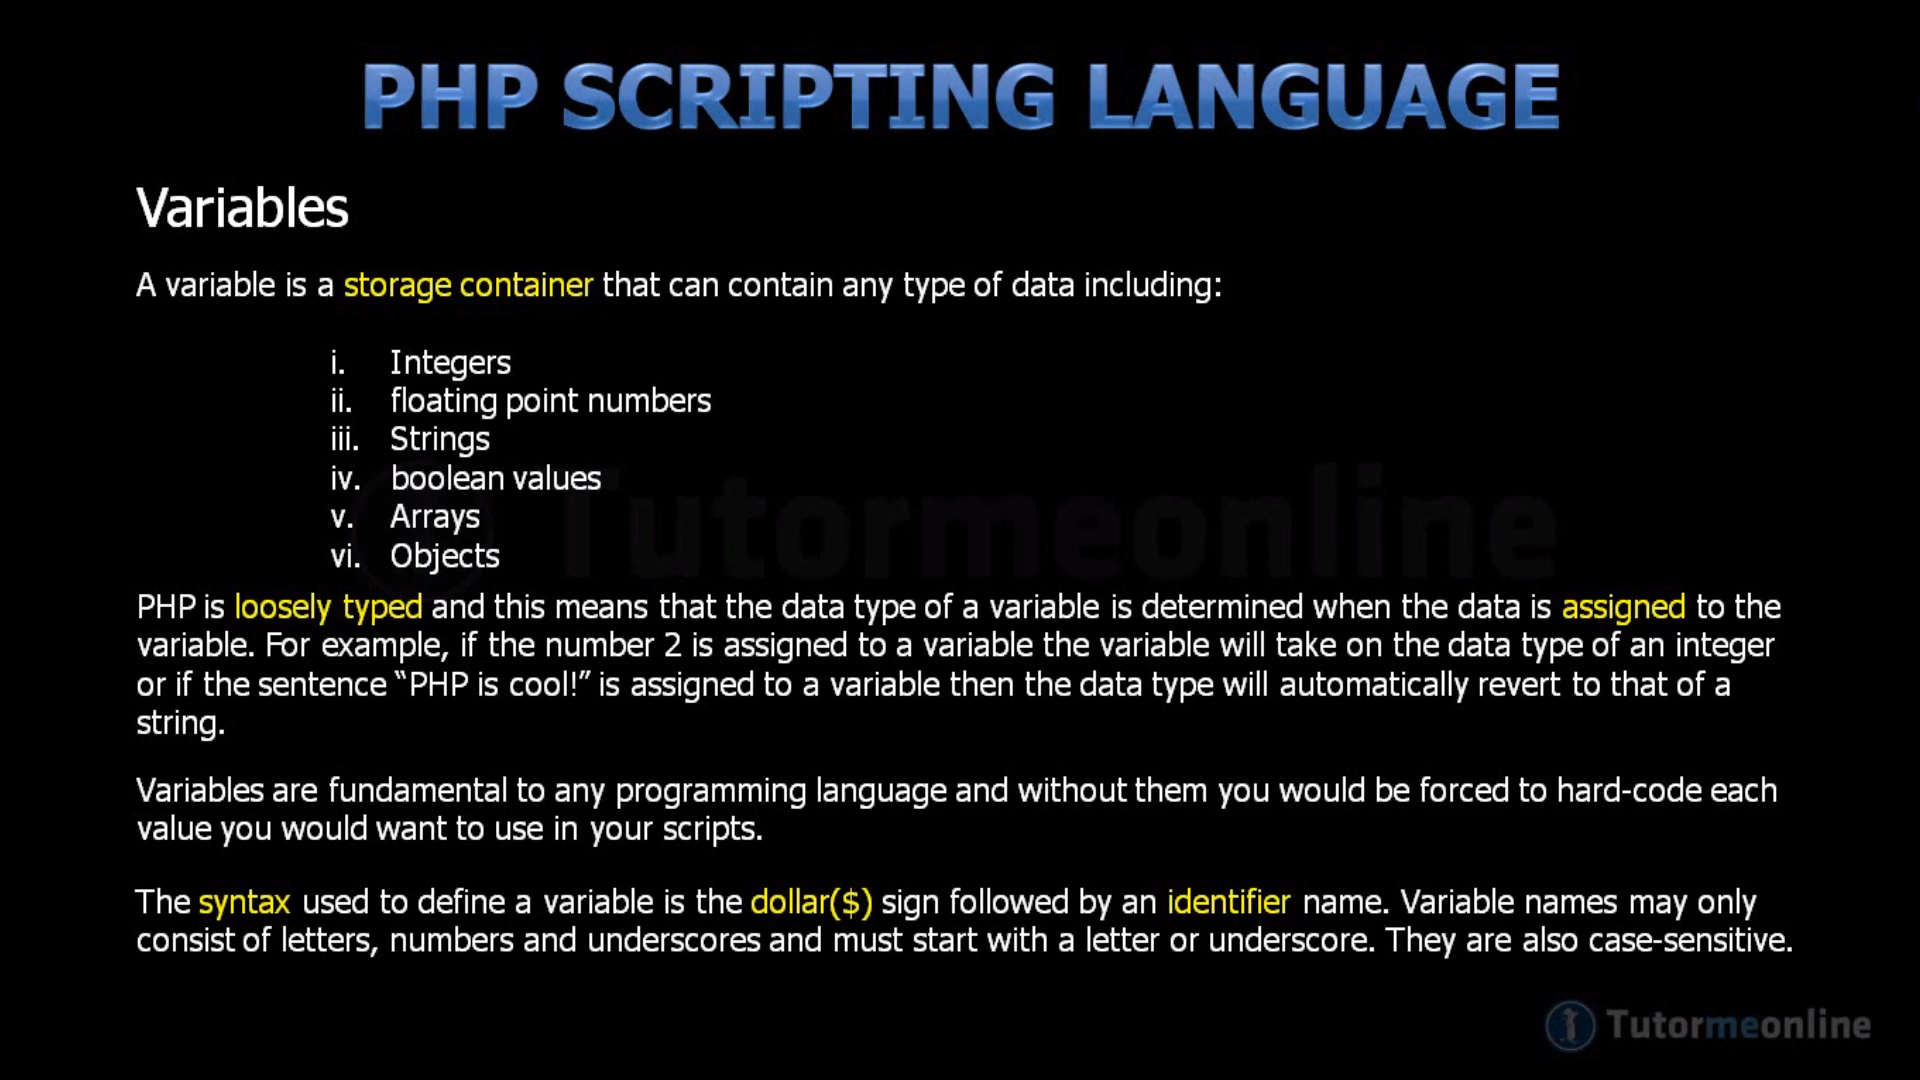 PHP SCRIPTING LANGUAGE
Variables
A variable is a storage container that can contain any type of data including:
i. Integers
ii. floating point numbers
iii. Strings
iv. boolean values
v. Arrays
vi. Objects
Tutormeonline
PHP is loosely typed and this means that the data type of a variable is determined when the data is assigned to the
variable. For example, if the number 2 is assigned to a variable the variable will take on the data type of an integer
or if the sentence “PHP is cool!” is assigned to a variable then the data type will automatically revert to that of a
string.
Variables are fundamental to any programming language and without them you would be forced to hard-code each
value you would want to use in your scripts.
The syntax used to define a variable is the dollar($) sign followed by an identifier name. Variable names may only
consist of letters, numbers and underscores and must start with a letter or underscore. They are also case-sensitive.
Tutormeonline